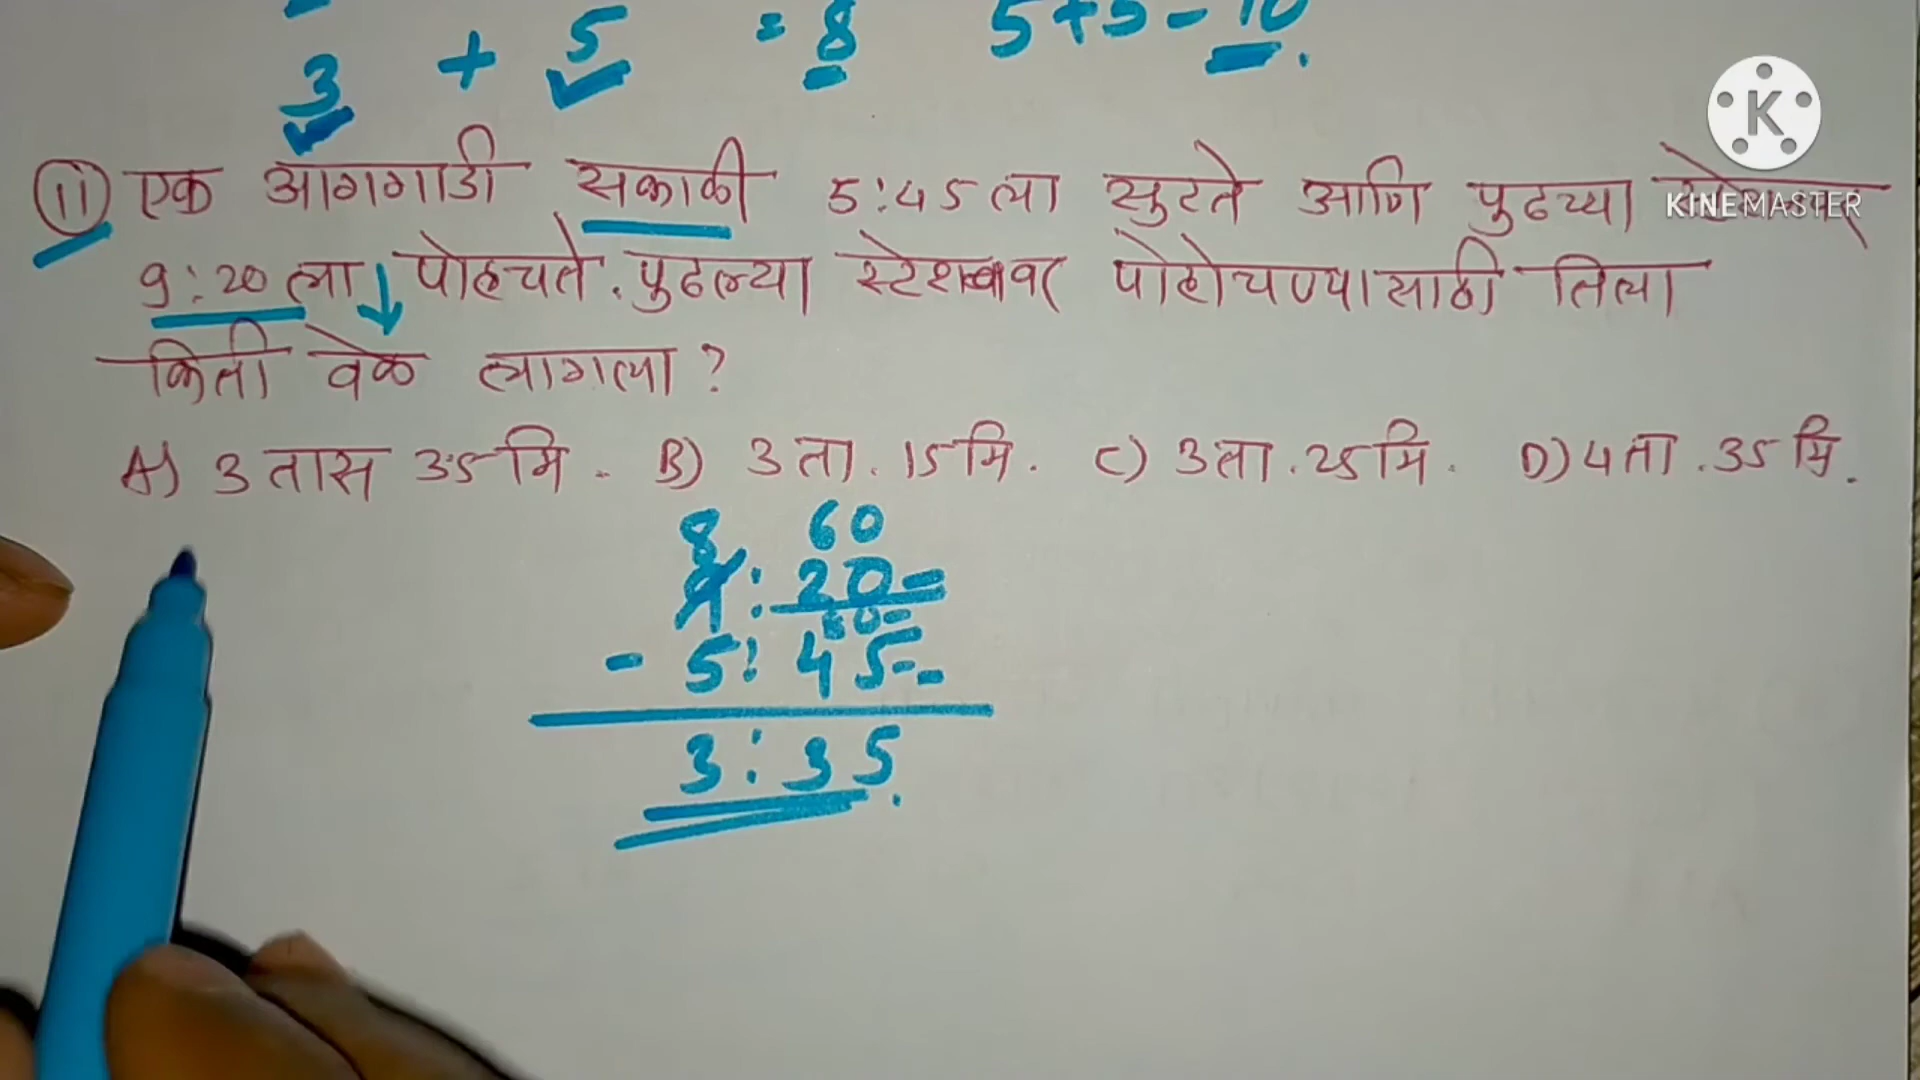 3 + 5 = 8 5+5-10.
११) एक आगगाडी सकाळी 5:45 ला सुटते आणि पुढच्या
9:20 ला पोहचते. पुढल्या स्टेशनवर पोहोचण्यासाठी तिला
किती वेळ लागला ?
A) 3 तास 35 मि. B) 3 ता. 15 मि. C) 3 ता. 25 मि. D) 4 ता. 35 मि.
8 60
9:20
80
- 5:45
3:35.
K
KINEMASTER